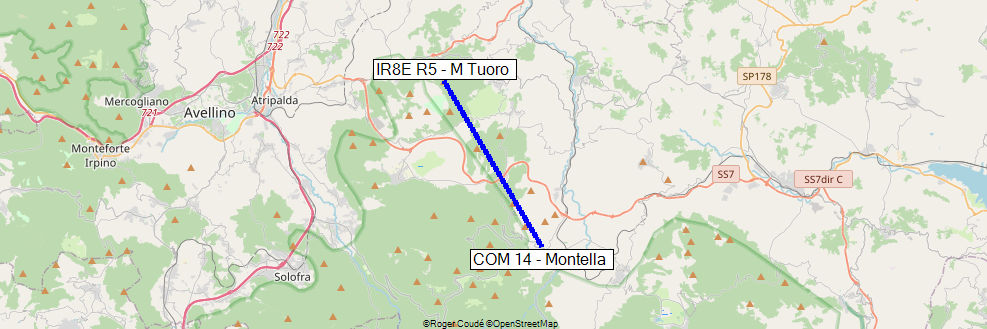 722
722
IR8E R5 - M Tuoro
SP178
Mercogliano
721
Avellino
Atripalda
Monteforte
Irpino
SS7
SS7dir C
COM 14 - Montella
Solofra
©Roger Coudé ©OpenStreetMap